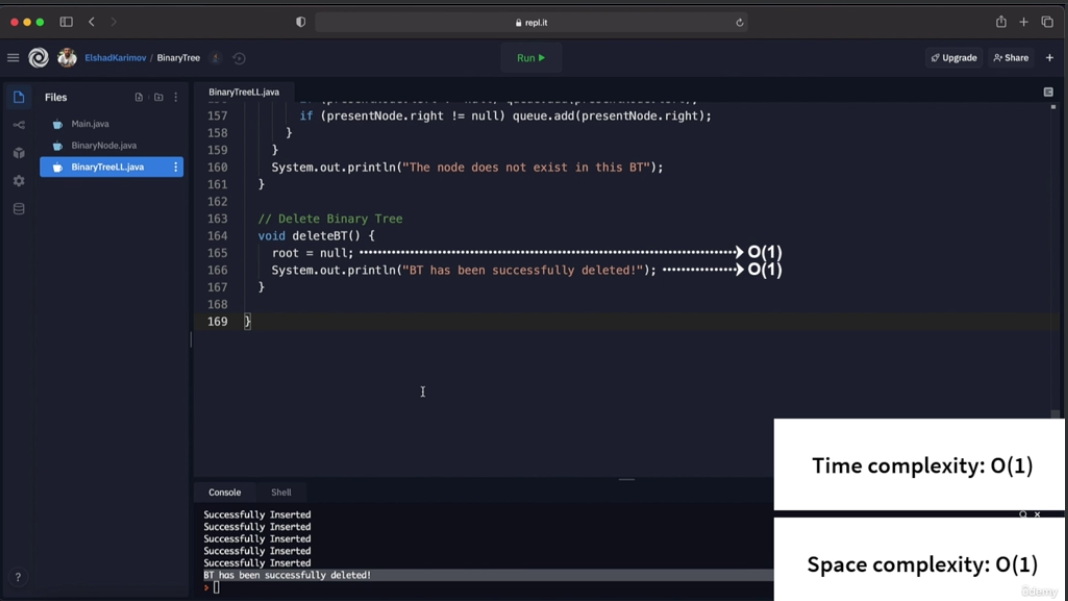 repl.it
ElshadKarimov / BinaryTree
Run
Upgrade
Share
Files
Main.java
BinaryNode.java
BinaryTreeLL.java
BinaryTreeLL.java
157 if (presentNode.right != null) queue.add(presentNode.right);
158 }
159 }
160 System.out.println("The node does not exist in this BT");
161 }
162
163 // Delete Binary Tree
164 void deleteBT() {
165 root = null; O(1)
166 System.out.println("BT has been successfully deleted!"); O(1)
167 }
168
169 }
Time complexity: O(1)
Console Shell
Successfully Inserted
Successfully Inserted
Successfully Inserted
Successfully Inserted
Successfully Inserted
BT has been successfully deleted!
Space complexity: O(1)
?
Udemy